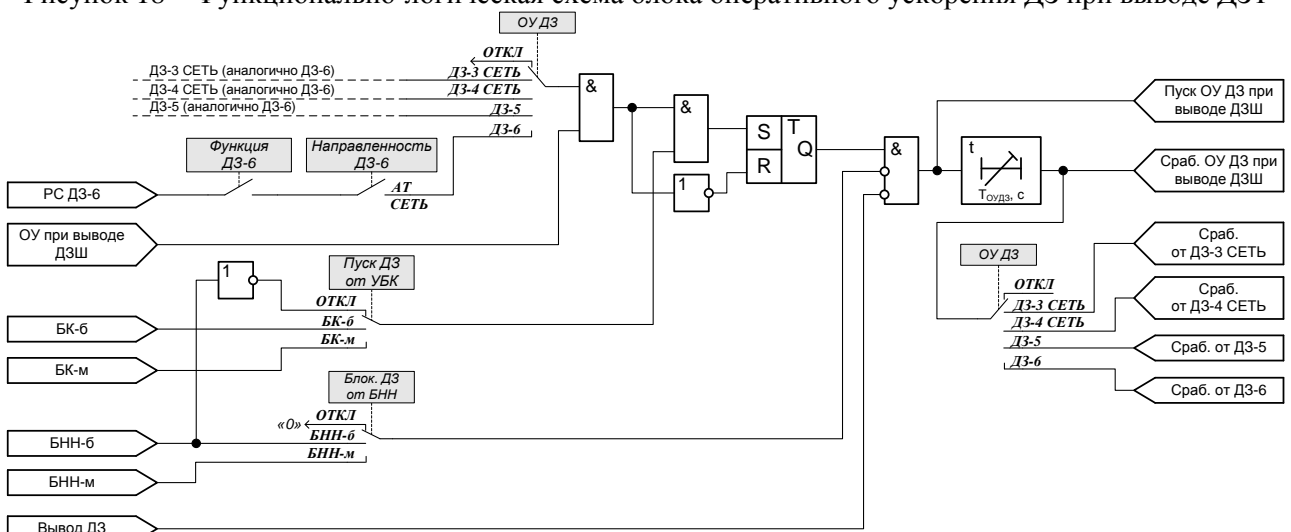 Рисунок 18 – Функционально-логическая схема блока оперативного ускорения ДЗ при выводе ДЗТ
ОУ ДЗ
ОТКЛ
ДЗ-3 СЕТЬ (аналогично ДЗ-6)
ДЗ-3 СЕТЬ
ДЗ-4 СЕТЬ (аналогично ДЗ-6)
ДЗ-4 СЕТЬ
ДЗ-5 (аналогично ДЗ-6)
ДЗ-5
ДЗ-6
Функция
ДЗ-6
Направленность
ДЗ-6
АТ
СЕТЬ
РС ДЗ-6
ОУ при выводе
ДЗШ
&
&
1
S
T
Q
R
&
t
TОУДЗ, с
Пуск ОУ ДЗ при
выводе ДЗШ
Сраб. ОУ ДЗ при
выводе ДЗШ
1
Пуск ДЗ
от УБК
ОТКЛ
БК-б
БК-м
БК-б
БК-м
Блок. ДЗ
от БНН
«0»
ОТКЛ
БНН-б
БНН-м
БНН-б
БНН-м
Вывод ДЗ
ОУ ДЗ
ОТКЛ
ДЗ-3 СЕТЬ
ДЗ-4 СЕТЬ
ДЗ-5
ДЗ-6
Сраб.
от ДЗ-3 СЕТЬ
Сраб.
от ДЗ-4 СЕТЬ
Сраб. от ДЗ-5
Сраб. от ДЗ-6